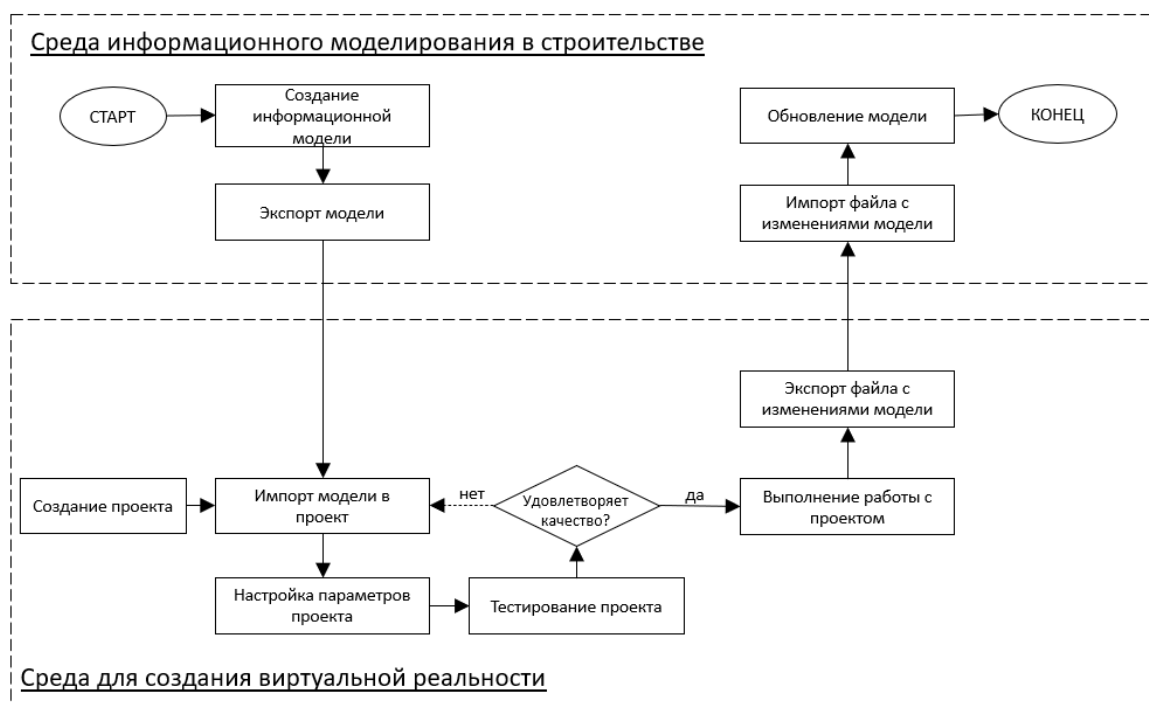 Среда информационного моделирования в строительстве
СТАРТ
Создание
информационной
модели
Экспорт модели
Обновление модели
КОНЕЦ
Импорт файла с
изменениями модели
Экспорт файла с
изменениями модели
Создание проекта
Импорт модели в
проект
нет
Удовлетворяет
качество?
да
Выполнение работы с
проектом
Настройка параметров
проекта
Тестирование проекта
Среда для создания виртуальной реальности